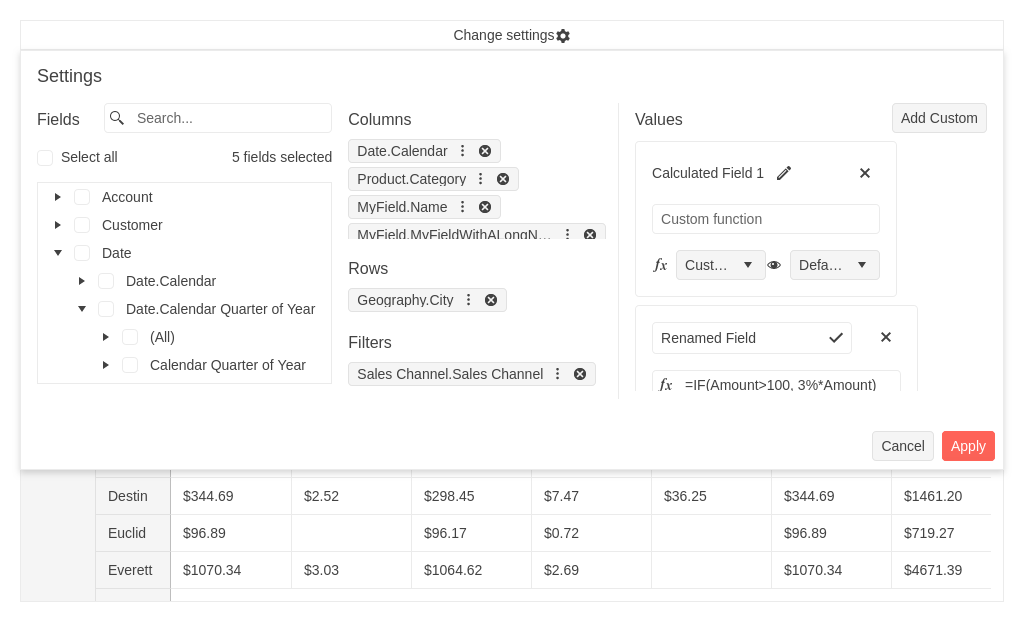 Change settings
Settings
Fields
Search...
Select all
5 fields selected
Account
Customer
Date
Date.Calendar
Date.Calendar Quarter of Year
(All)
Calendar Quarter of Year
Columns
Date.Calendar
Product.Category
MyField.Name
MyField.MyFieldWithALongN...
Rows
Geography.City
Filters
Sales Channel.Sales Channel
Values
Add Custom
Calculated Field 1
Custom function
fx Cust... Defa...
Renamed Field
fx =IF(Amount>100, 3%*Amount)
Cancel Apply
Destin $344.69 $2.52 $298.45 $7.47 $36.25 $344.69 $1461.20
Euclid $96.89 $96.17 $0.72 $96.89 $719.27
Everett $1070.34 $3.03 $1064.62 $2.69 $1070.34 $4671.39